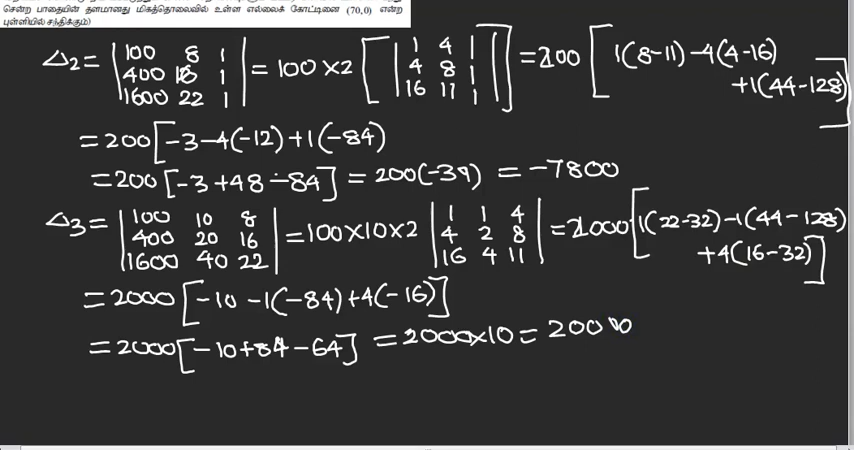 சென்ற பாதையின் தளமானது மிகத்தொலைவில் உள்ள எல்லைக் கோட்டினை (70,0) என்ற
புள்ளியில் சந்திக்கும்)
Δ2 = |100 8 1; 400 16 1; 1600 22 1| = 100 × 2 [|1 4 1; 4 8 1; 16 11 1|] = 200 [1(8-11) -4(4-16)
+1(44-128)]
= 200[-3-4(-12)+1(-84)
= 200[-3+48-84] = 200(-39) = -7800
Δ3 = |100 10 8; 400 20 16; 1600 40 22| = 100×10×2 |1 1 4; 4 2 8; 16 4 11| = 2000[1(22-32)-1(44-128)
+4(16-32)]
= 2000 [-10 -1(-84)+4(-16)]
= 2000[-10+84-64] = 2000×10 = 20000